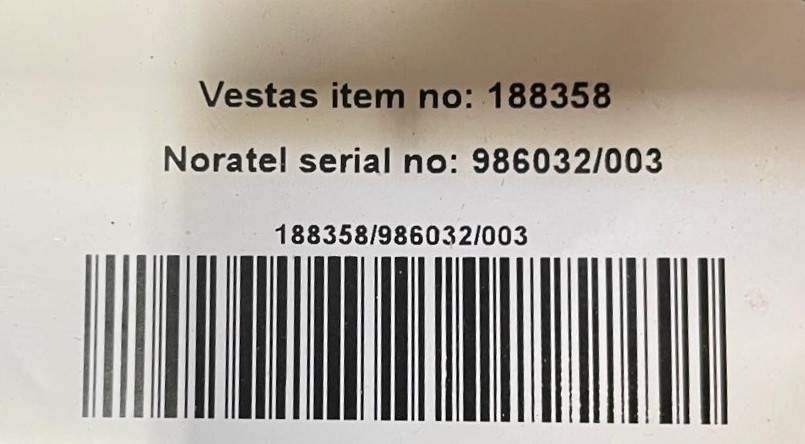 Vestas item no: 188358
Noratel serial no: 986032/003
188358/986032/003